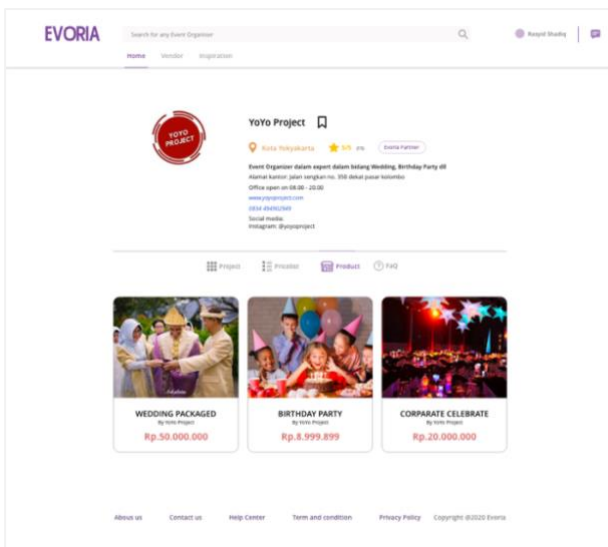 EVORIA
Search for any Event Organizer
Rasyid Shadiq
Home Vendor Inspiration
YOYO
PROJECT
YoYo Project
Kota Yokyakarta 5/5 Evoria Partner
Event Organizer dalam expert dalam bidang Wedding, Birthday Party dll
Alamat kantor: Jalan sengkan no. 350 dekat pasar kolombo
Office open on 08.00 - 20.00
www.yoyoproject.com
Social media:
Instagram: @yoyoproject
Project Pricelist Product FaQ
WEDDING PACKAGED
By YoYo Project
Rp.50.000.000
BIRTHDAY PARTY
By YoYo Project
Rp.8.999.899
CORPARATE CELEBRATE
By YoYo Project
Rp.20.000.000
Abous us Contact us Help Center Term and condition Privacy Policy Copyright @2020 Evoria